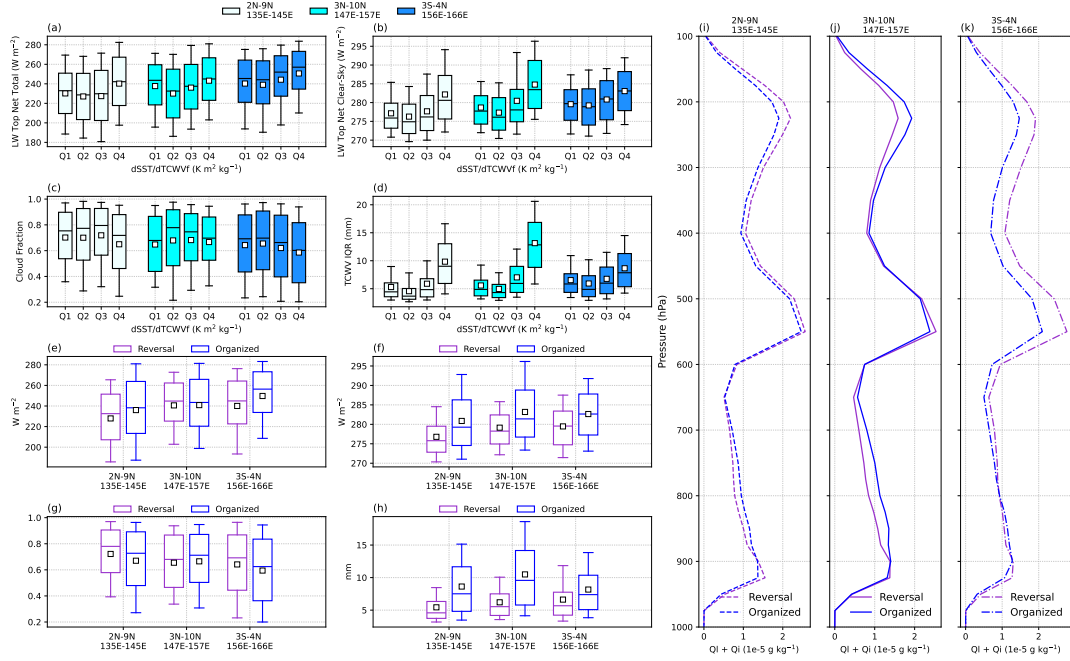 2N-9N
135E-145E
3N-10N
147E-157E
3S-4N
156E-166E
(a)
LW Top Net Total (W m⁻²)
280
260
240
220
200
180
Q1 Q2 Q3 Q4 Q1 Q2 Q3 Q4 Q1 Q2 Q3 Q4
dSST/dTCWVf (K m² kg⁻¹)
(b)
LW Top Net Clear-Sky (W m⁻²)
295
290
285
280
275
270
Q1 Q2 Q3 Q4 Q1 Q2 Q3 Q4 Q1 Q2 Q3 Q4
dSST/dTCWVf (K m² kg⁻¹)
(c)
Cloud Fraction
1.0
0.8
0.6
0.4
0.2
Q1 Q2 Q3 Q4 Q1 Q2 Q3 Q4 Q1 Q2 Q3 Q4
dSST/dTCWVf (K m² kg⁻¹)
(d)
TCWV IQR (mm)
20
15
10
5
Q1 Q2 Q3 Q4 Q1 Q2 Q3 Q4 Q1 Q2 Q3 Q4
dSST/dTCWVf (K m² kg⁻¹)
(e)
Reversal Organized
W m⁻²
280
260
240
220
200
2N-9N 3N-10N 3S-4N
135E-145E 147E-157E 156E-166E
(f)
Reversal Organized
W m⁻²
295
290
285
280
275
270
2N-9N 3N-10N 3S-4N
135E-145E 147E-157E 156E-166E
(g)
Reversal Organized
1.0
0.8
0.6
0.4
0.2
2N-9N 3N-10N 3S-4N
135E-145E 147E-157E 156E-166E
(h)
Reversal Organized
mm
15
10
5
2N-9N 3N-10N 3S-4N
135E-145E 147E-157E 156E-166E
(i)
2N-9N
135E-145E
Pressure (hPa)
100
200
300
400
500
600
700
800
900
1000
Reversal
Organized
0 1 2
Ql + Qi (1e-5 g kg⁻¹)
(j)
3N-10N
147E-157E
Reversal
Organized
0 1 2
Ql + Qi (1e-5 g kg⁻¹)
(k)
3S-4N
156E-166E
Reversal
Organized
0 1 2
Ql + Qi (1e-5 g kg⁻¹)